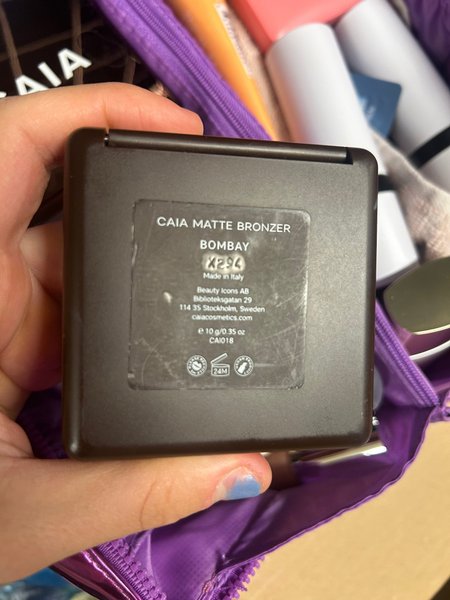 CAIA
CAIA MATTE BRONZER
BOMBAY
X294
Made in Italy
Beauty Icons AB
Biblioteksgatan 29
114 35 Stockholm, Sweden
caiacosmetics.com
℮ 10 g/0.35 oz
CAI018
24M